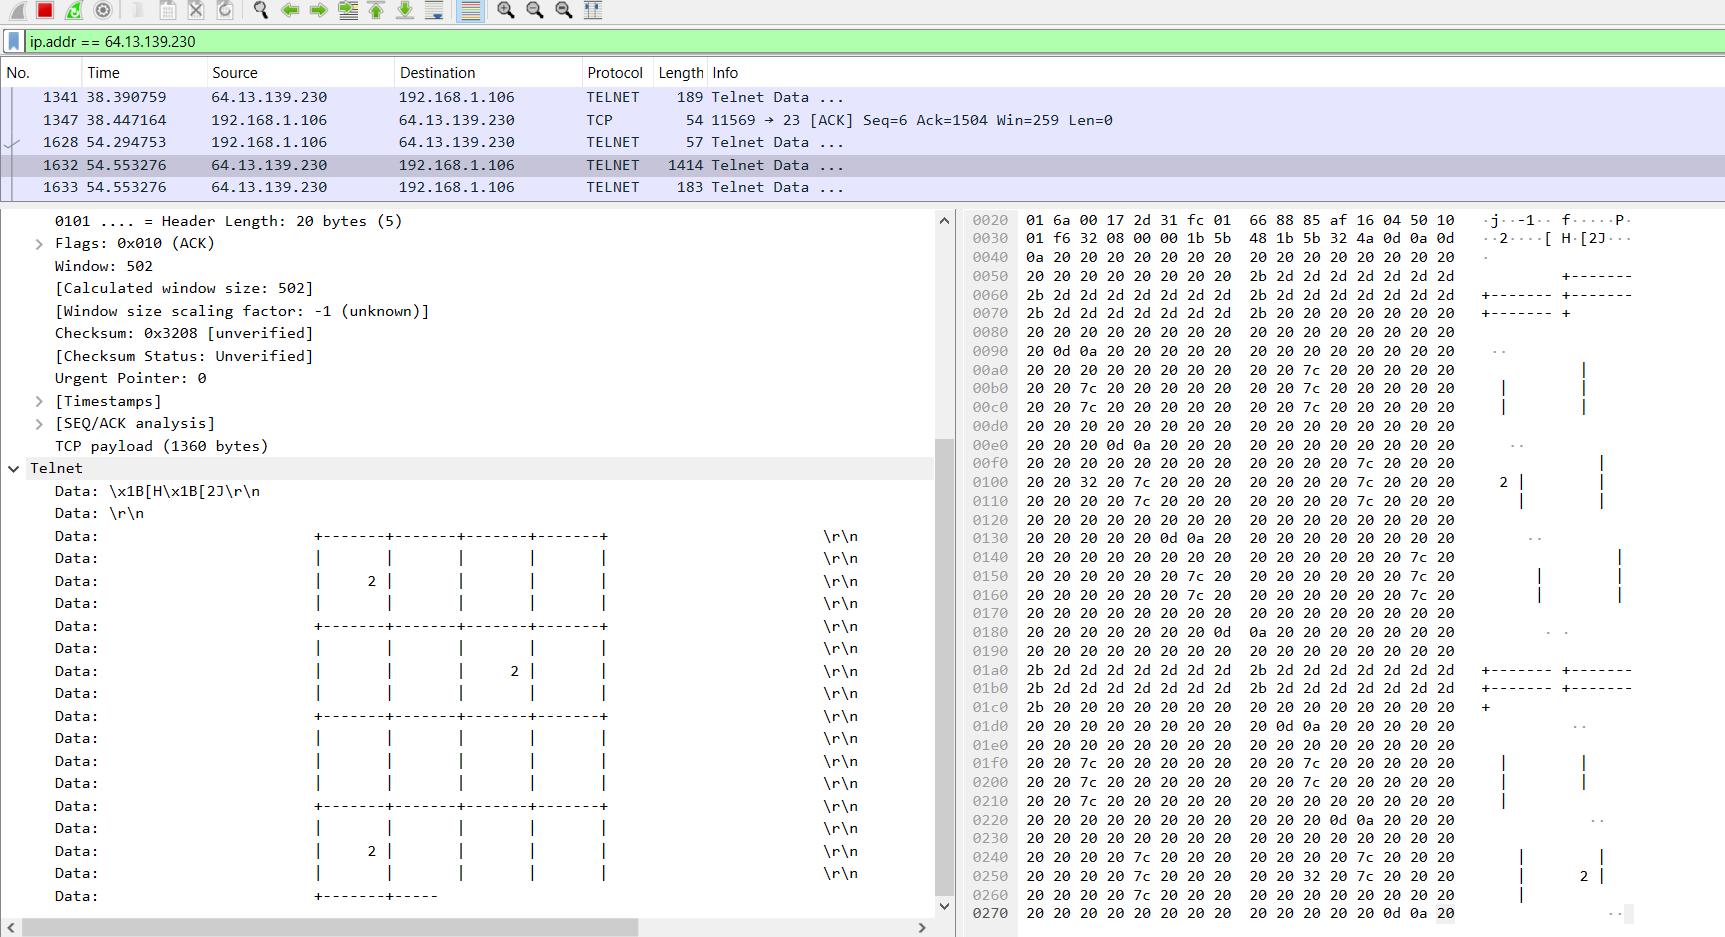 ip.addr == 64.13.139.230
No. Time Source Destination Protocol Length Info
1341 38.390759 64.13.139.230 192.168.1.106 TELNET 189 Telnet Data ...
1347 38.447164 192.168.1.106 64.13.139.230 TCP 54 11569 → 23 [ACK] Seq=6 Ack=1504 Win=259 Len=0
1628 54.294753 192.168.1.106 64.13.139.230 TELNET 57 Telnet Data ...
1632 54.553276 64.13.139.230 192.168.1.106 TELNET 1414 Telnet Data ...
1633 54.553276 64.13.139.230 192.168.1.106 TELNET 183 Telnet Data ...
0101 .... = Header Length: 20 bytes (5)
Flags: 0x010 (ACK)
Window: 502
[Calculated window size: 502]
[Window size scaling factor: -1 (unknown)]
Checksum: 0x3208 [unverified]
[Checksum Status: Unverified]
Urgent Pointer: 0
[Timestamps]
[SEQ/ACK analysis]
TCP payload (1360 bytes)
Telnet
Data: \x1B[H\x1B[2J\r\n
Data: \r\n
Data: +-------+-------+-------+-------+ \r\n
Data: | | | | | \r\n
Data: | 2 | | | | \r\n
Data: | | | | | \r\n
Data: +-------+-------+-------+-------+ \r\n
Data: | | | | | \r\n
Data: | | | 2 | | \r\n
Data: | | | | | \r\n
Data: +-------+-------+-------+-------+ \r\n
Data: | | | | | \r\n
Data: | | | | | \r\n
Data: | | | | | \r\n
Data: +-------+-------+-------+-------+ \r\n
Data: | | | | | \r\n
Data: | 2 | | | | \r\n
Data: | | | | | \r\n
Data: +-------+-----
0020 01 6a 00 17 2d 31 fc 01 66 88 85 af 16 04 50 10 ·j··-1·· f·····P·
0030 01 f6 32 08 00 00 1b 5b 48 1b 5b 32 4a 0d 0a 0d ··2····[ H·[2J···
0040 0a 20 20 20 20 20 20 20 20 20 20 20 20 20 20 20 ·
0050 20 20 20 20 20 20 20 20 2b 2d 2d 2d 2d 2d 2d 2d +-------
0060 2b 2d 2d 2d 2d 2d 2d 2d 2b 2d 2d 2d 2d 2d 2d 2d +------- +-------
0070 2b 2d 2d 2d 2d 2d 2d 2d 2b 20 20 20 20 20 20 20 +------- +
0080 20 20 20 20 20 20 20 20 20 20 20 20 20 20 20 20
0090 20 0d 0a 20 20 20 20 20 20 20 20 20 20 20 20 20 ··
00a0 20 20 20 20 20 20 20 20 20 20 7c 20 20 20 20 20 |
00b0 20 20 7c 20 20 20 20 20 20 20 7c 20 20 20 20 20 | |
00c0 20 20 7c 20 20 20 20 20 20 20 7c 20 20 20 20 20 | |
00d0 20 20 20 20 20 20 20 20 20 20 20 20 20 20 20 20
00e0 20 20 20 0d 0a 20 20 20 20 20 20 20 20 20 20 20 ··
00f0 20 20 20 20 20 20 20 20 20 20 20 20 7c 20 20 20 |
0100 20 20 32 20 7c 20 20 20 20 20 20 20 7c 20 20 20 2 | |
0110 20 20 20 20 7c 20 20 20 20 20 20 20 7c 20 20 20 | |
0120 20 20 20 20 20 20 20 20 20 20 20 20 20 20 20 20
0130 20 20 20 20 20 0d 0a 20 20 20 20 20 20 20 20 20 ··
0140 20 20 20 20 20 20 20 20 20 20 20 20 20 20 7c 20 |
0150 20 20 20 20 20 20 7c 20 20 20 20 20 20 20 7c 20 | |
0160 20 20 20 20 20 20 7c 20 20 20 20 20 20 20 7c 20 | |
0170 20 20 20 20 20 20 20 20 20 20 20 20 20 20 20 20
0180 20 20 20 20 20 20 20 0d 0a 20 20 20 20 20 20 20 · ·
0190 20 20 20 20 20 20 20 20 20 20 20 20 20 20 20 20
01a0 2b 2d 2d 2d 2d 2d 2d 2d 2b 2d 2d 2d 2d 2d 2d 2d +------- +-------
01b0 2b 2d 2d 2d 2d 2d 2d 2d 2b 2d 2d 2d 2d 2d 2d 2d +------- +-------
01c0 2b 20 20 20 20 20 20 20 20 20 20 20 20 20 20 20 +
01d0 20 20 20 20 20 20 20 20 20 0d 0a 20 20 20 20 20 ··
01e0 20 20 20 20 20 20 20 20 20 20 20 20 20 20 20 20
01f0 20 20 7c 20 20 20 20 20 20 20 7c 20 20 20 20 20 | |
0200 20 20 7c 20 20 20 20 20 20 20 7c 20 20 20 20 20 | |
0210 20 20 7c 20 20 20 20 20 20 20 20 20 20 20 20 20 |
0220 20 20 20 20 20 20 20 20 20 20 20 0d 0a 20 20 20 ··
0230 20 20 20 20 20 20 20 20 20 20 20 20 20 20 20 20
0240 20 20 20 20 7c 20 20 20 20 20 20 20 7c 20 20 20 | |
0250 20 20 20 20 7c 20 20 20 20 20 32 20 7c 20 20 20 | 2 |
0260 20 20 20 20 7c 20 20 20 20 20 20 20 20 20 20 20 |
0270 20 20 20 20 20 20 20 20 20 20 20 20 20 0d 0a 20 ··